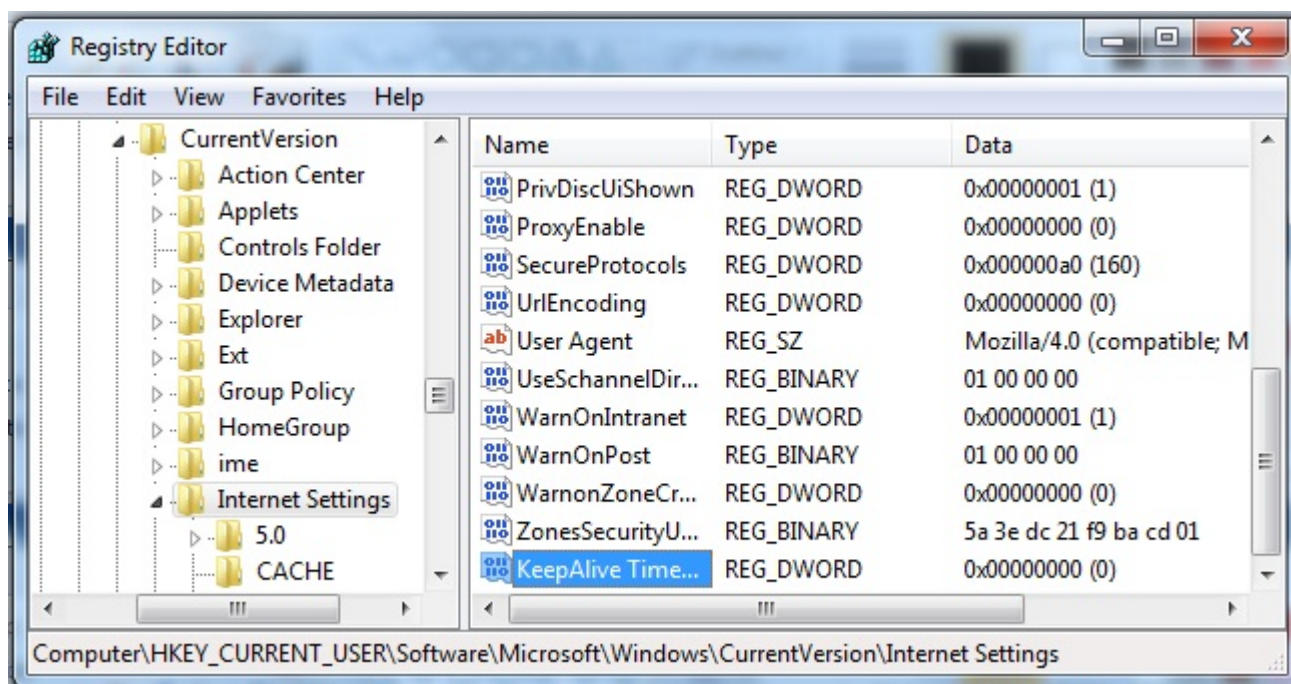 Registry Editor
File Edit View Favorites Help
CurrentVersion
Action Center
Applets
Controls Folder
Device Metadata
Explorer
Ext
Group Policy
HomeGroup
ime
Internet Settings
5.0
CACHE
Name Type Data
PrivDiscUiShown REG_DWORD 0x00000001 (1)
ProxyEnable REG_DWORD 0x00000000 (0)
SecureProtocols REG_DWORD 0x000000a0 (160)
UrlEncoding REG_DWORD 0x00000000 (0)
User Agent REG_SZ Mozilla/4.0 (compatible; M
UseSchannelDir... REG_BINARY 01 00 00 00
WarnOnIntranet REG_DWORD 0x00000001 (1)
WarnOnPost REG_BINARY 01 00 00 00
WarnonZoneCr... REG_DWORD 0x00000000 (0)
ZonesSecurityU... REG_BINARY 5a 3e dc 21 f9 ba cd 01
KeepAlive Time... REG_DWORD 0x00000000 (0)
Computer\HKEY_CURRENT_USER\Software\Microsoft\Windows\CurrentVersion\Internet Settings